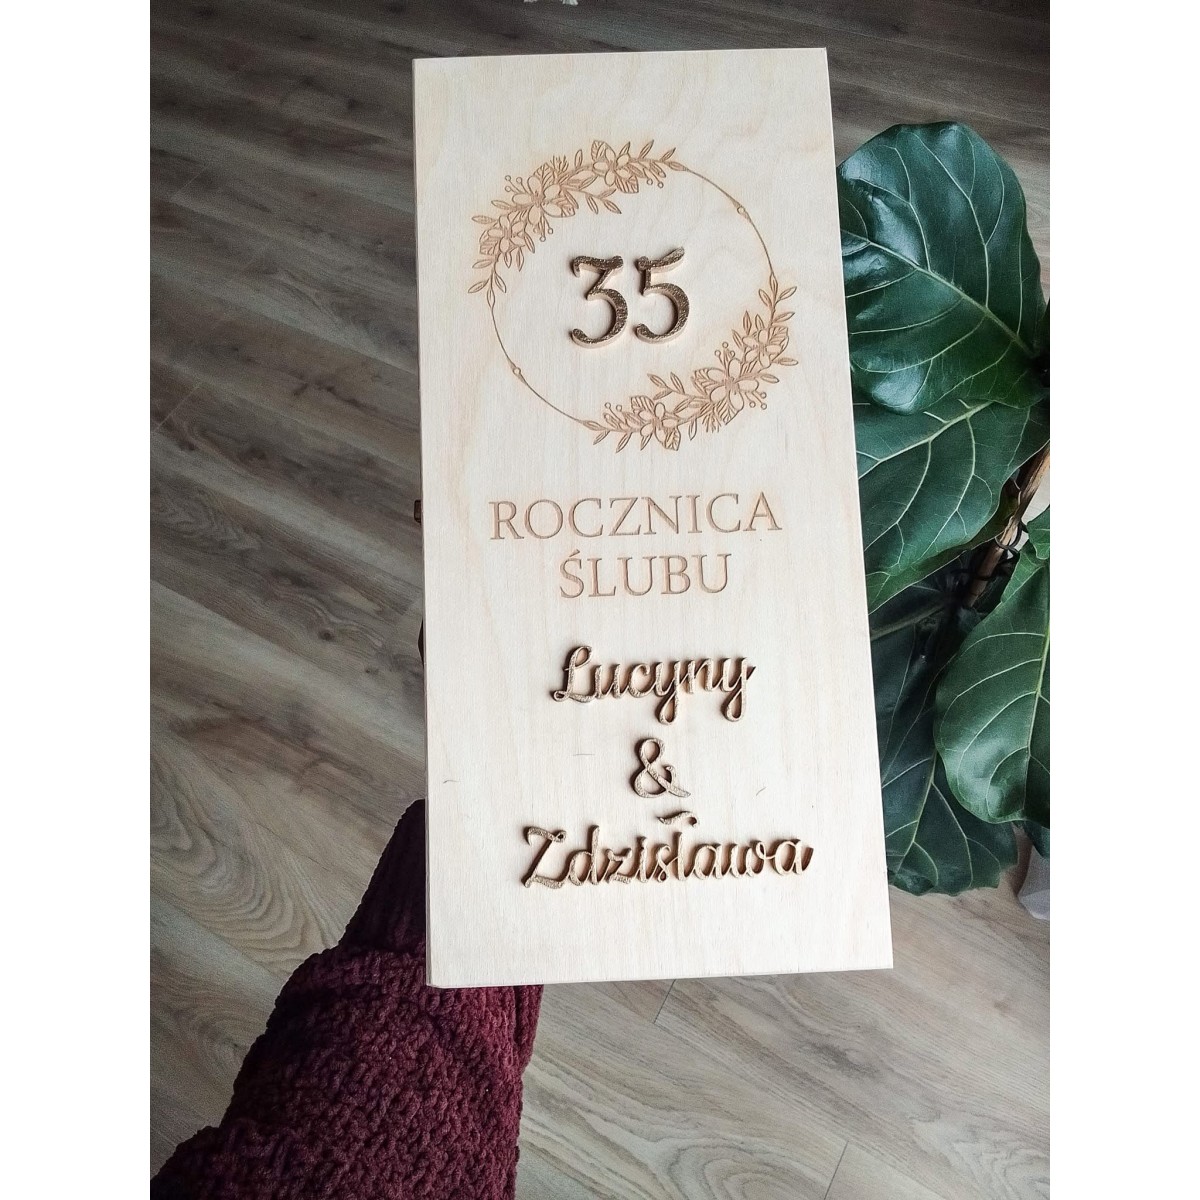 35
ROCZNICA
ŚLUBU
Lucyny
&
Zdzisława